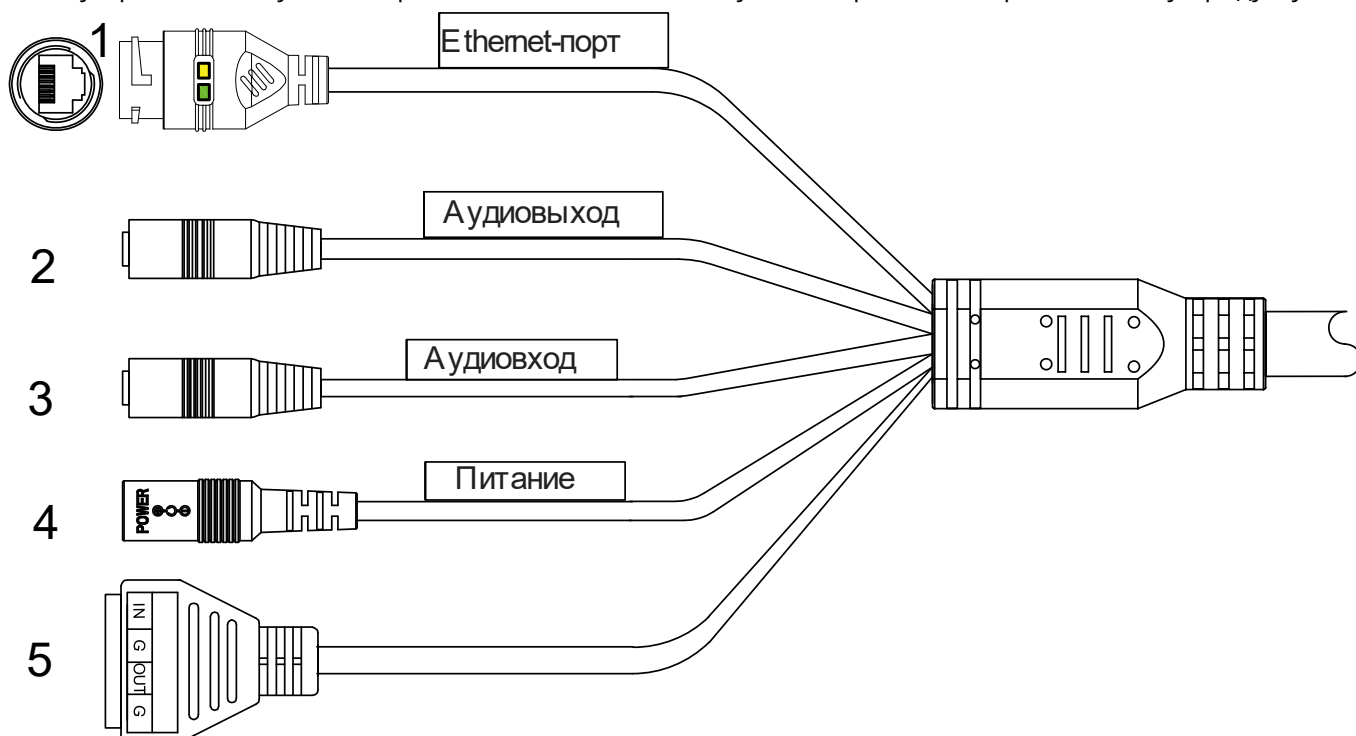 1
Ethernet-порт
2
Аудиовыход
3
Аудиовход
4
POWER
Питание
5
IN G OUT G